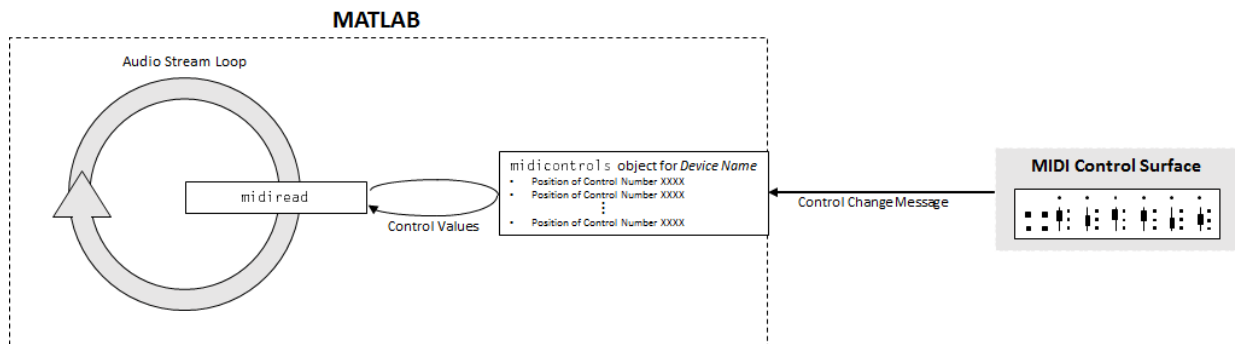 MATLAB
Audio Stream Loop
midiread
Control Values
midicontrols object for Device Name
• Position of Control Number XXXX
• Position of Control Number XXXX
⋮
• Position of Control Number XXXX
Control Change Message
MIDI Control Surface